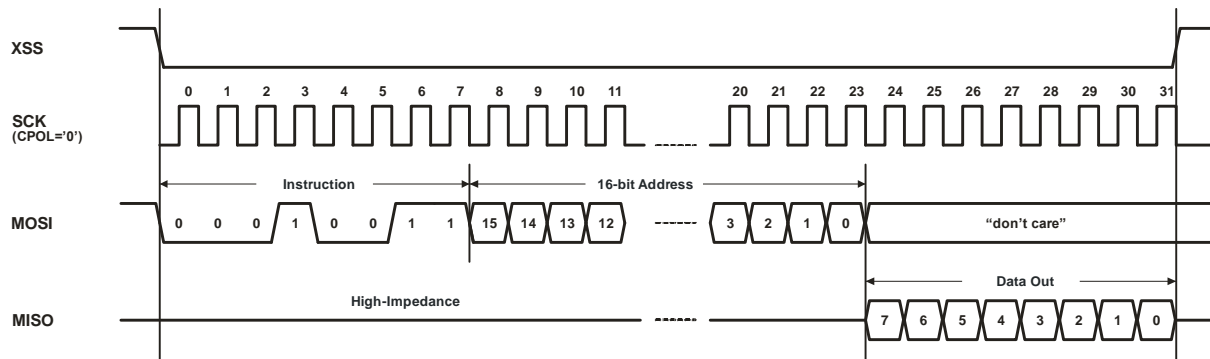 XSS
0 1 2 3 4 5 6 7 8 9 10 11 20 21 22 23 24 25 26 27 28 29 30 31
SCK
(CPOL='0')
Instruction 16-bit Address
MOSI 0 0 0 1 0 0 1 1 15 14 13 12 3 2 1 0 “don’t care”
High-Impedance Data Out
MISO 7 6 5 4 3 2 1 0